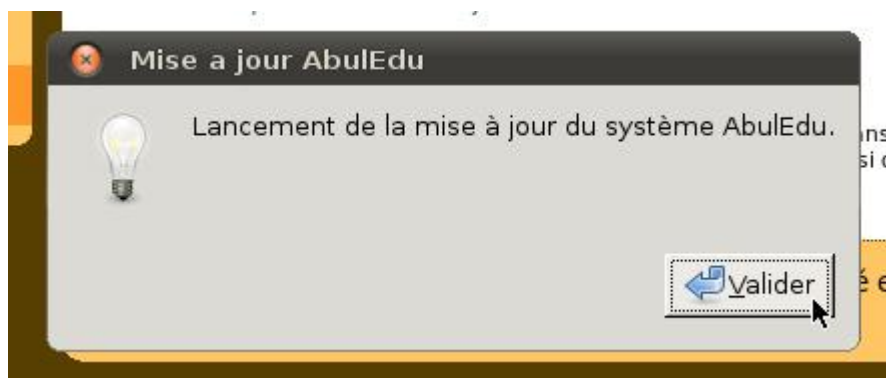 Mise a jour AbulEdu
Lancement de la mise à jour du système AbulEdu.
Valider